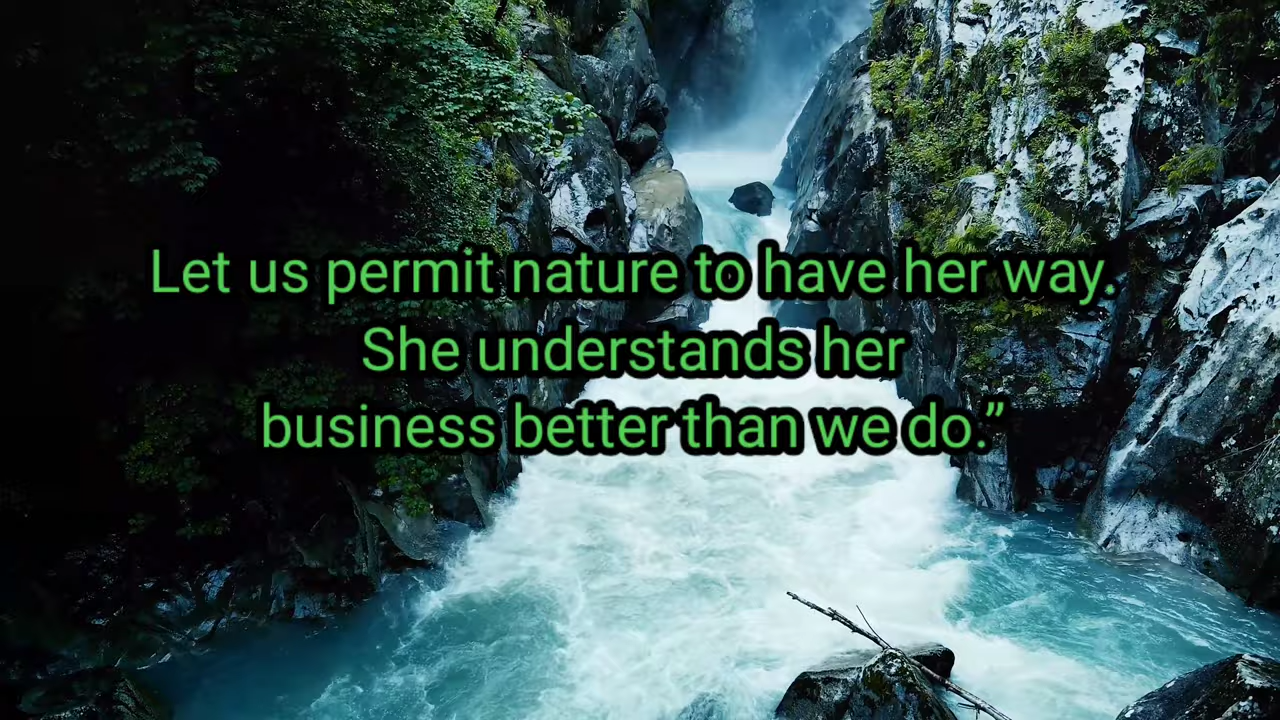 Let us permit nature to have her way.
She understands her
business better than we do.”